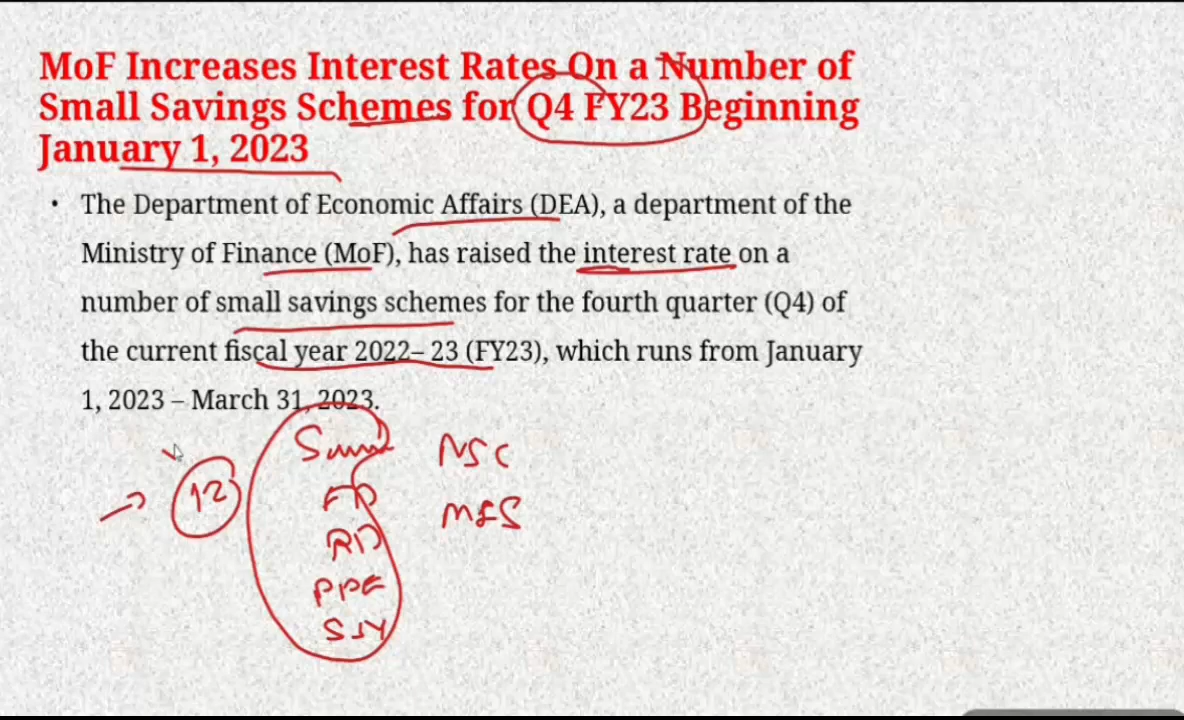 MoF Increases Interest Rates On a Number of
Small Savings Schemes for Q4 FY23 Beginning
January 1, 2023
• The Department of Economic Affairs (DEA), a department of the
Ministry of Finance (MoF), has raised the interest rate on a
number of small savings schemes for the fourth quarter (Q4) of
the current fiscal year 2022– 23 (FY23), which runs from January
1, 2023 – March 31, 2023.
NSC
12
FD
MIS
RD
PPF
SSY